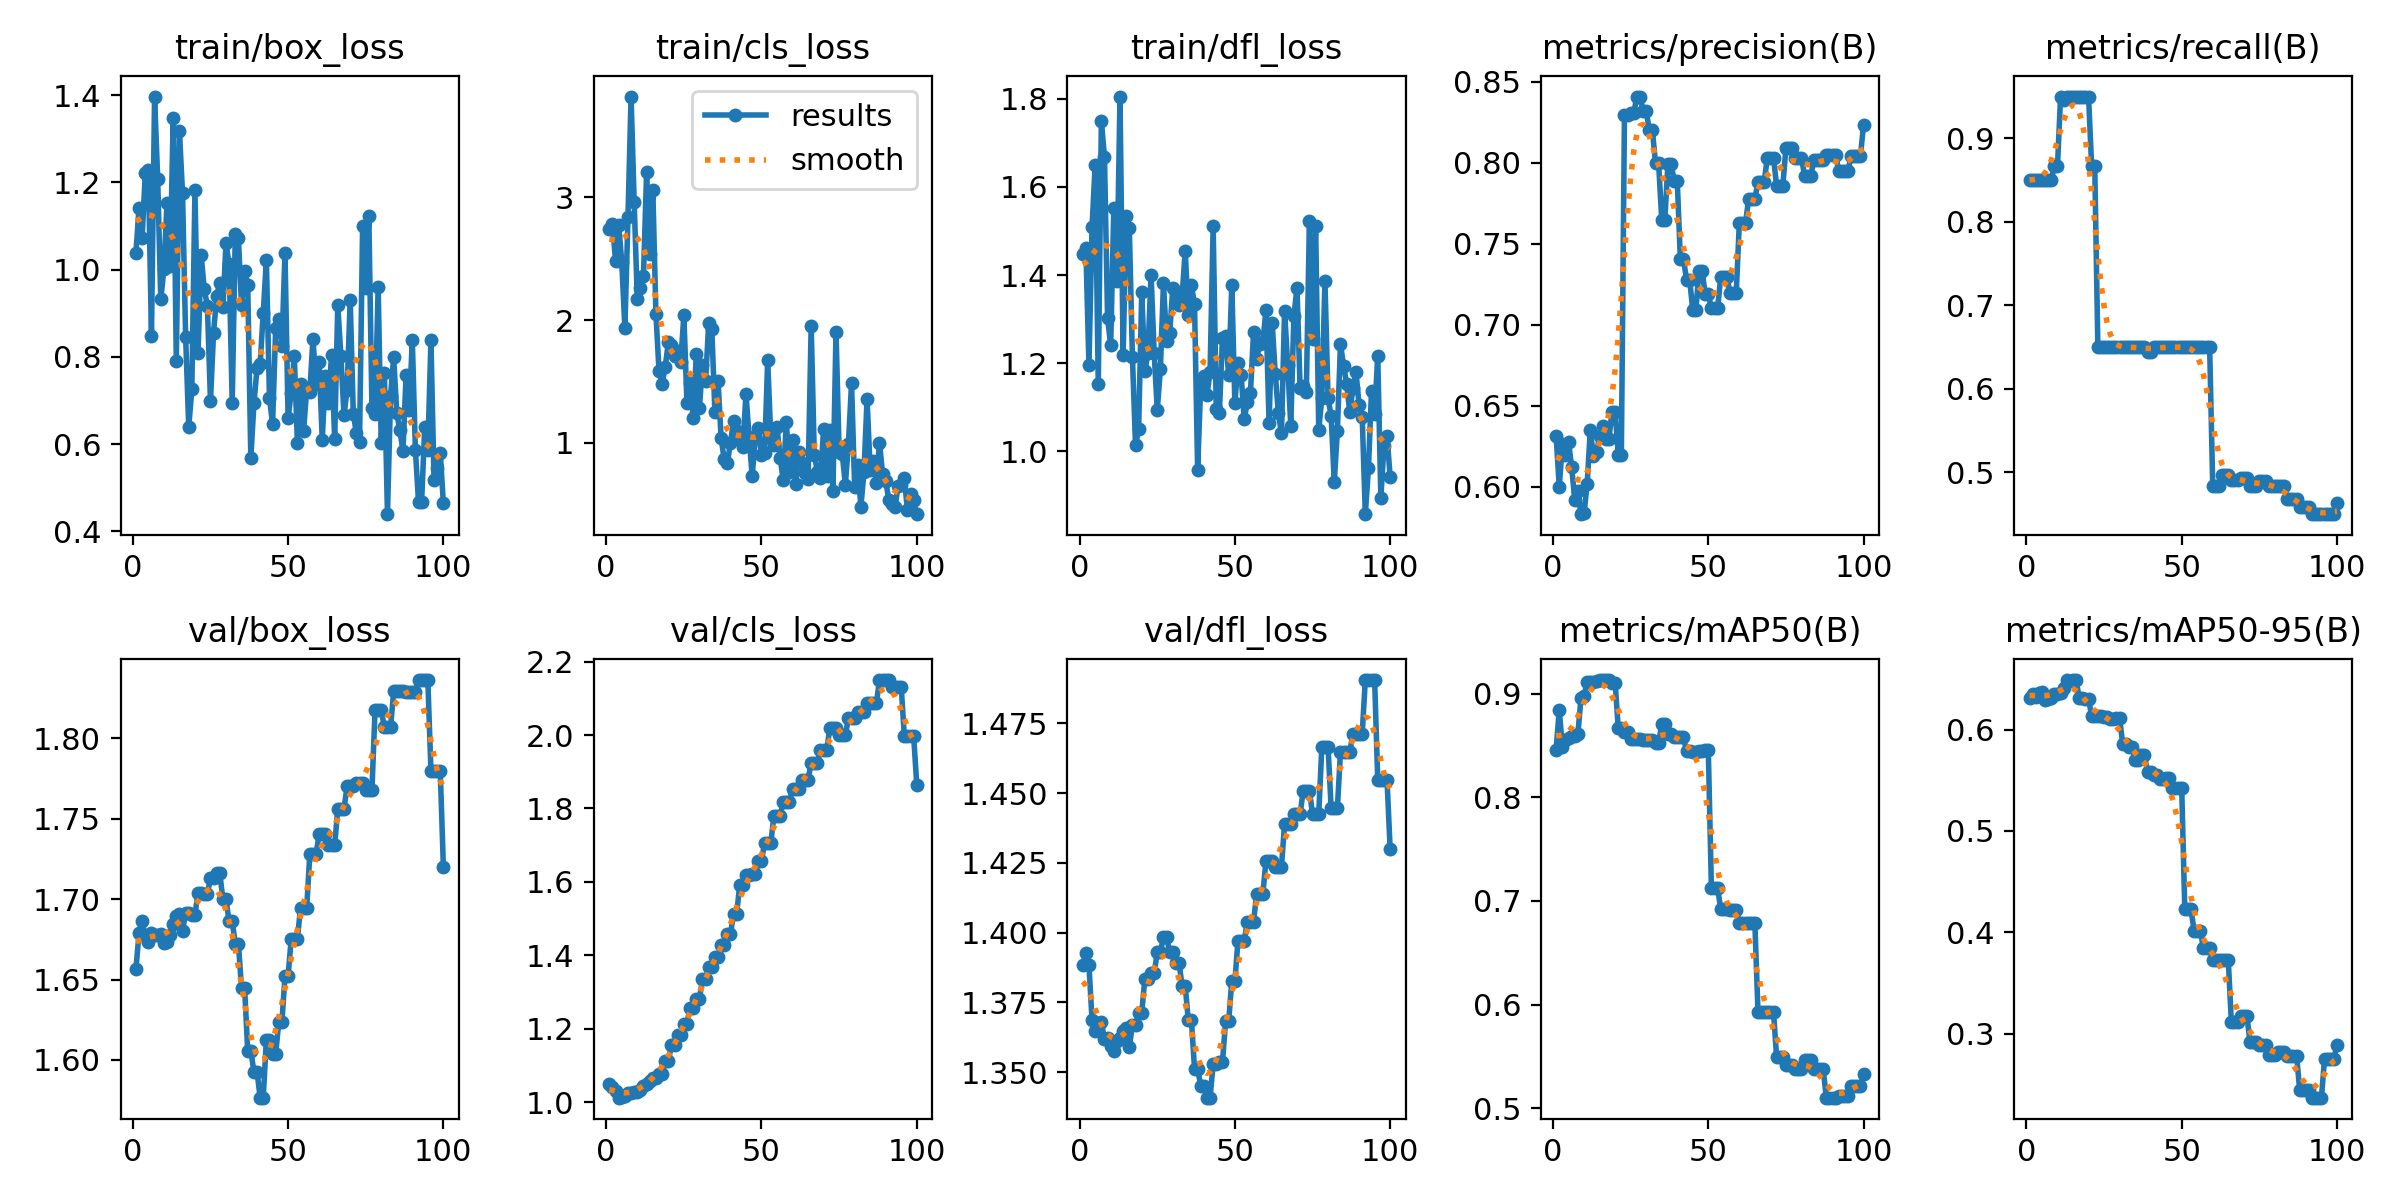 train/box_loss
1.4
1.2
1.0
0.8
0.6
0.4
0 50 100
train/cls_loss
results
smooth
3
2
1
0 50 100
train/dfl_loss
1.8
1.6
1.4
1.2
1.0
0 50 100
metrics/precision(B)
0.85
0.80
0.75
0.70
0.65
0.60
0 50 100
metrics/recall(B)
0.9
0.8
0.7
0.6
0.5
0 50 100
val/box_loss
1.80
1.75
1.70
1.65
1.60
0 50 100
val/cls_loss
2.2
2.0
1.8
1.6
1.4
1.2
1.0
0 50 100
val/dfl_loss
1.475
1.450
1.425
1.400
1.375
1.350
0 50 100
metrics/mAP50(B)
0.9
0.8
0.7
0.6
0.5
0 50 100
metrics/mAP50-95(B)
0.6
0.5
0.4
0.3
0 50 100